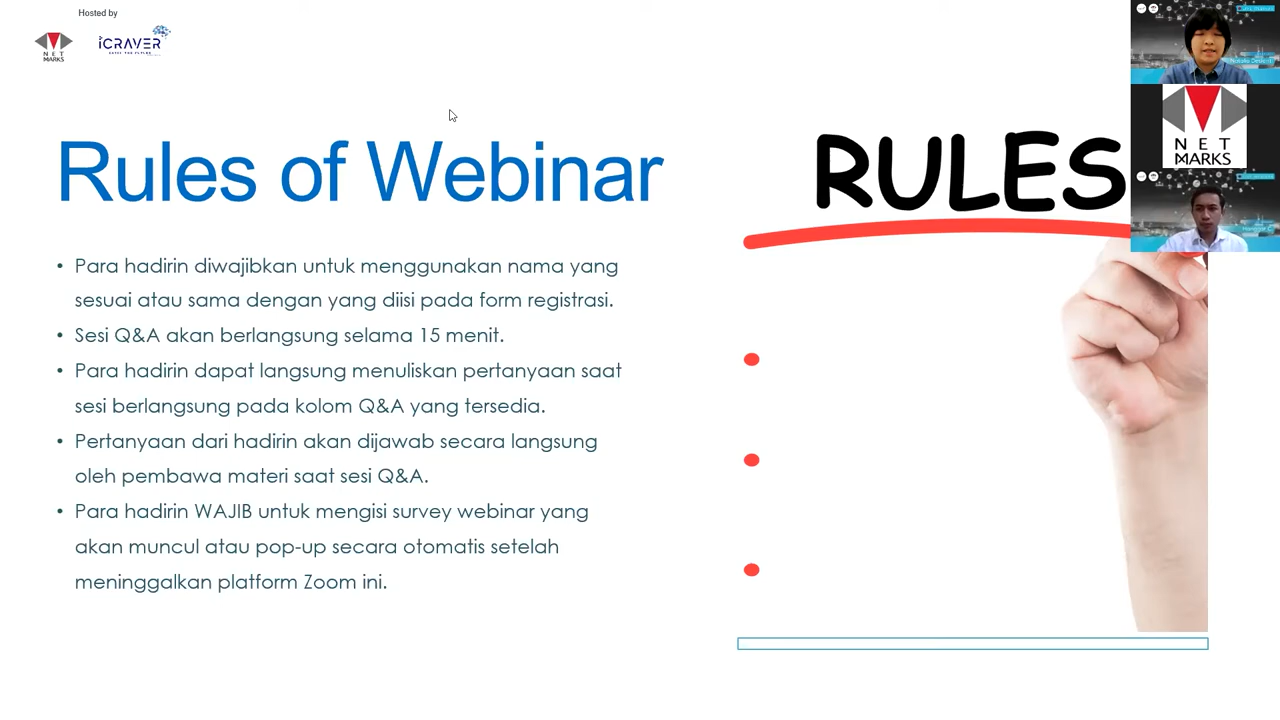 Hosted by
NET
MARKS
iCRAVER
Rules of Webinar
RULES
NET
MARKS
• Para hadirin diwajibkan untuk menggunakan nama yang
sesuai atau sama dengan yang diisi pada form registrasi.
• Sesi Q&A akan berlangsung selama 15 menit.
• Para hadirin dapat langsung menuliskan pertanyaan saat
sesi berlangsung pada kolom Q&A yang tersedia.
• Pertanyaan dari hadirin akan dijawab secara langsung
oleh pembawa materi saat sesi Q&A.
• Para hadirin WAJIB untuk mengisi survey webinar yang
akan muncul atau pop-up secara otomatis setelah
meninggalkan platform Zoom ini.